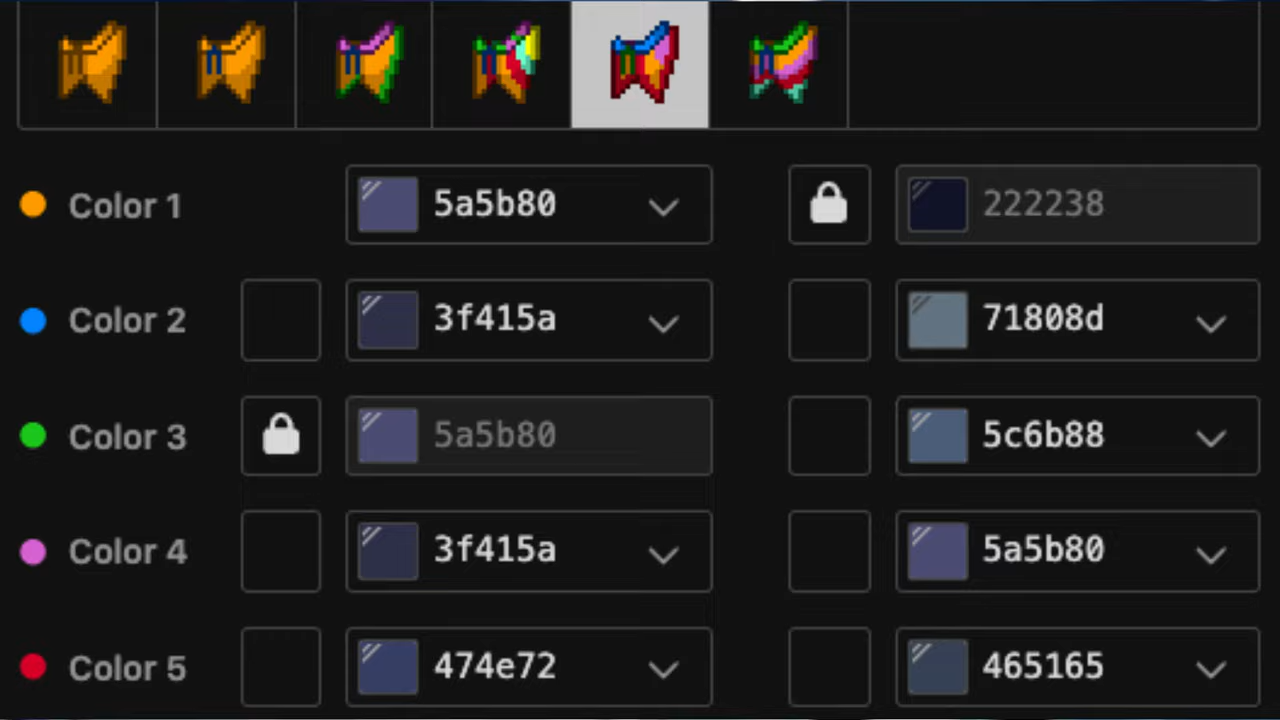 Color 1 5a5b80 222238
Color 2 3f415a 71808d
Color 3 5a5b80 5c6b88
Color 4 3f415a 5a5b80
Color 5 474e72 465165